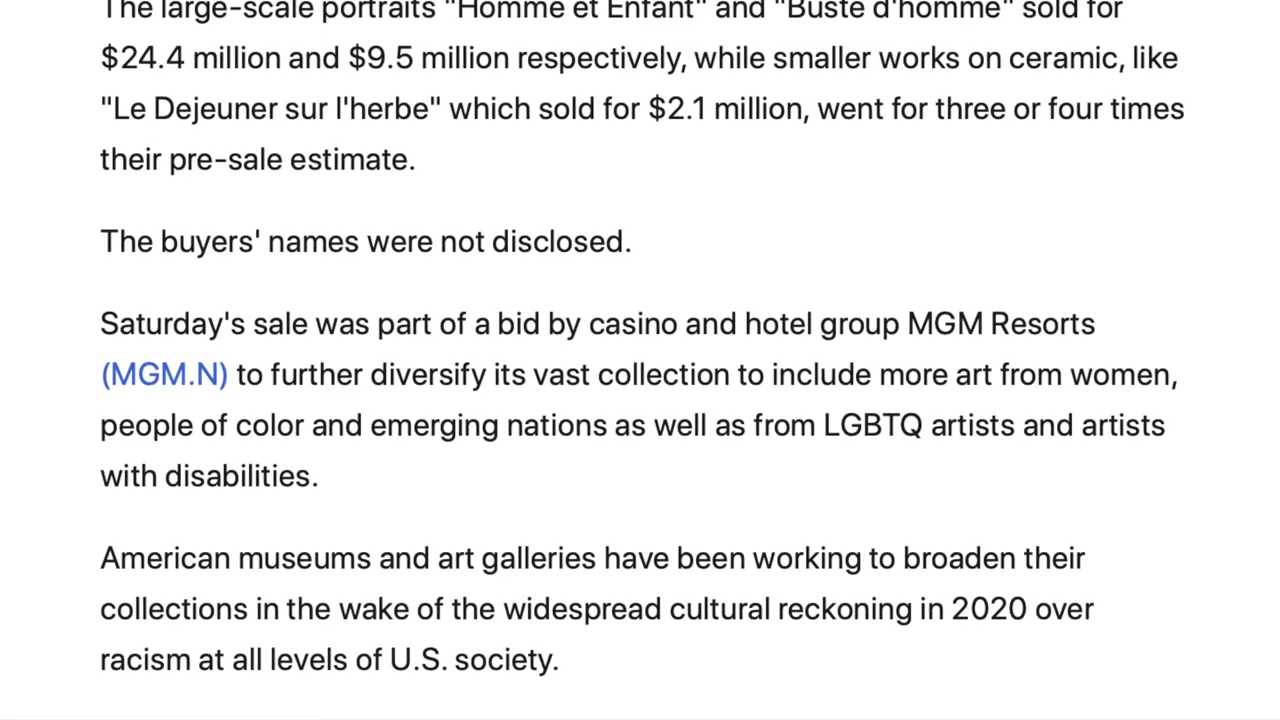 The large-scale portraits "Homme et Enfant" and "Buste d'homme" sold for
$24.4 million and $9.5 million respectively, while smaller works on ceramic, like
"Le Dejeuner sur l'herbe" which sold for $2.1 million, went for three or four times
their pre-sale estimate.
The buyers' names were not disclosed.
Saturday's sale was part of a bid by casino and hotel group MGM Resorts
(MGM.N) to further diversify its vast collection to include more art from women,
people of color and emerging nations as well as from LGBTQ artists and artists
with disabilities.
American museums and art galleries have been working to broaden their
collections in the wake of the widespread cultural reckoning in 2020 over
racism at all levels of U.S. society.